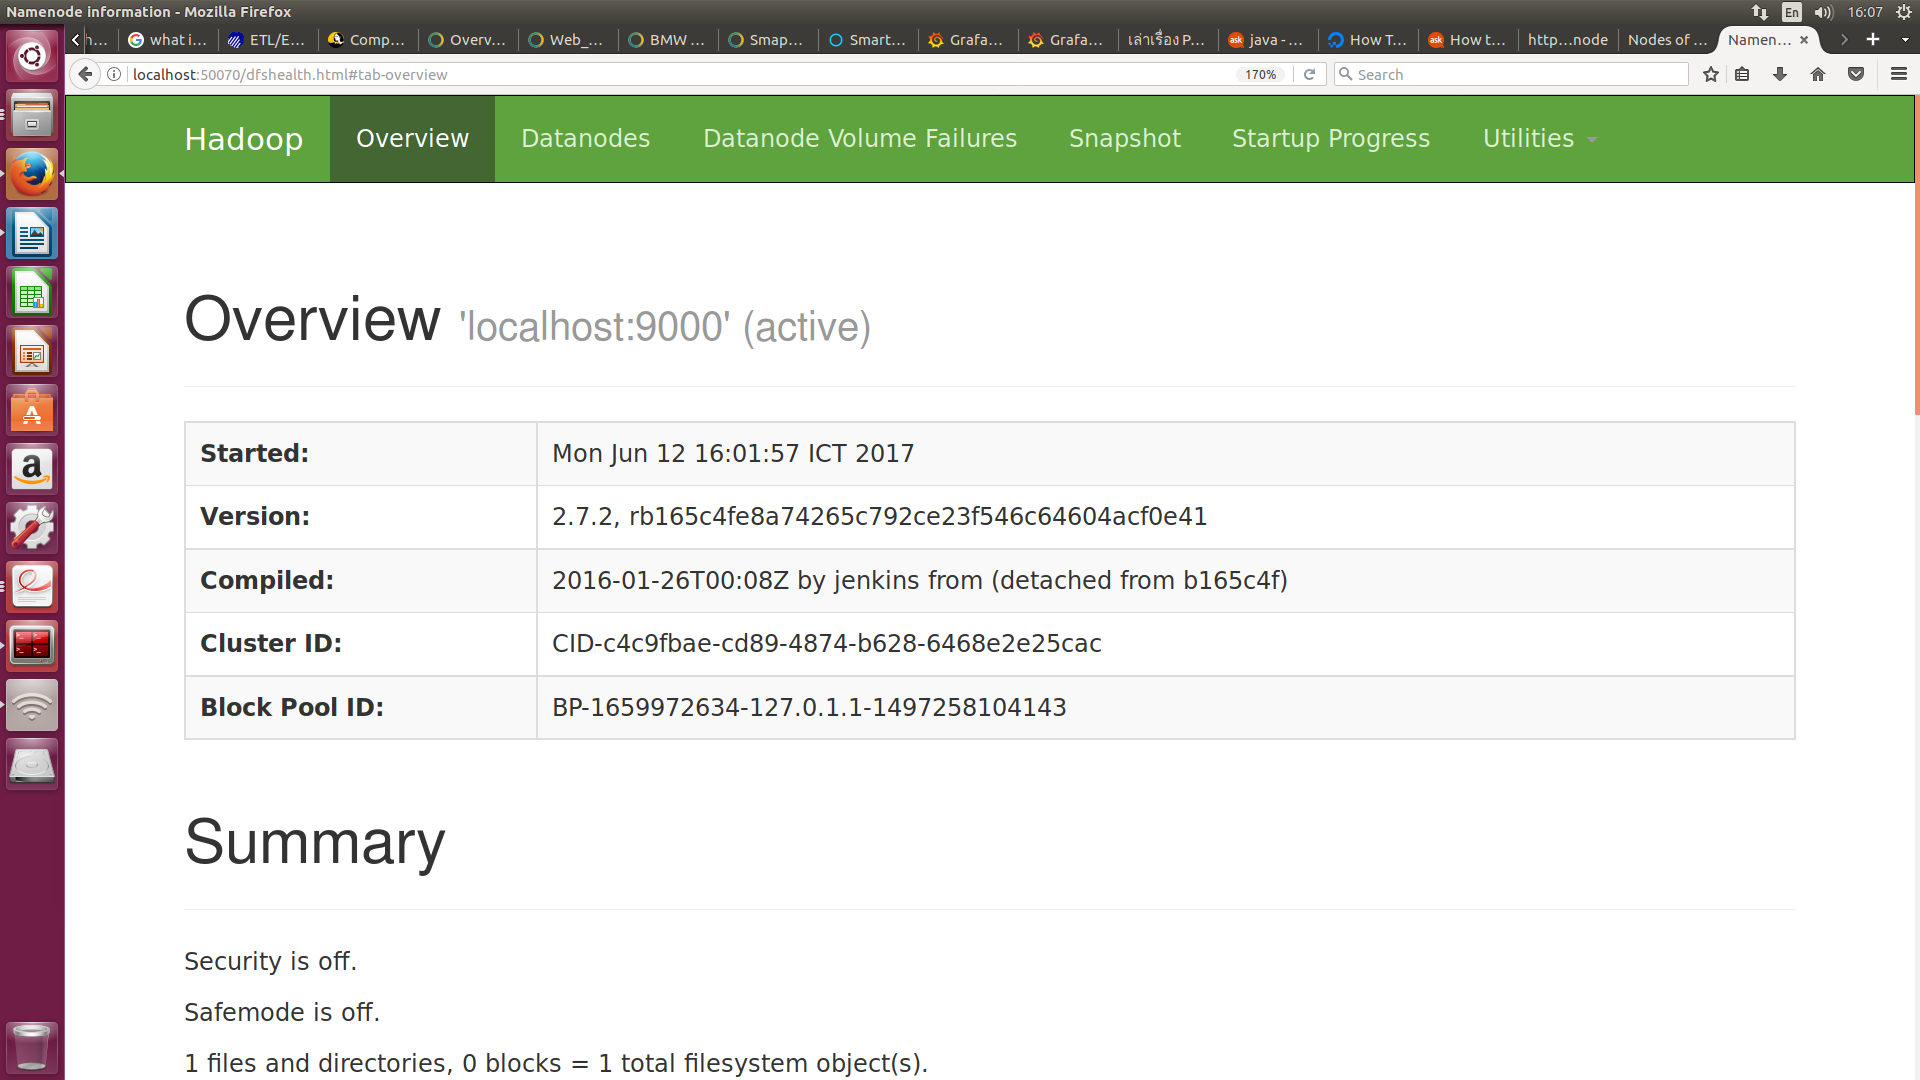 Namenode information - Mozilla Firefox
En
16:07
h...
what i...
ETL/E...
Comp...
Overv...
Web_...
BMW ...
Smap...
Smart...
Grafa...
Grafa...
เล่าเรื่อง P...
ask java - ...
How T...
ask How t...
http...node
Nodes of ...
Namen...
localhost:50070/dfshealth.html#tab-overview
170%
Search
Hadoop
Overview
Datanodes
Datanode Volume Failures
Snapshot
Startup Progress
Utilities
Overview 'localhost:9000' (active)
Started: Mon Jun 12 16:01:57 ICT 2017
Version: 2.7.2, rb165c4fe8a74265c792ce23f546c64604acf0e41
Compiled: 2016-01-26T00:08Z by jenkins from (detached from b165c4f)
Cluster ID: CID-c4c9fbae-cd89-4874-b628-6468e2e25cac
Block Pool ID: BP-1659972634-127.0.1.1-1497258104143
Summary
Security is off.
Safemode is off.
1 files and directories, 0 blocks = 1 total filesystem object(s).